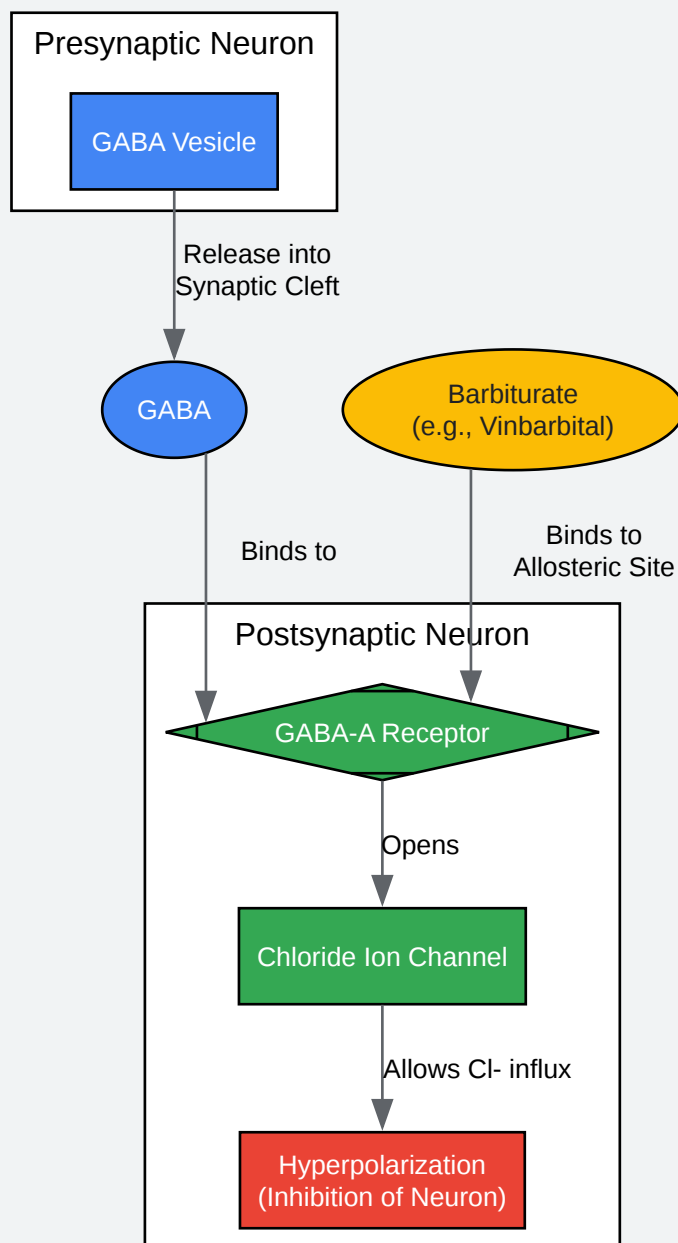 Presynaptic Neuron
GABA Vesicle
Release into
Synaptic Cleft
GABA
Barbiturate
(e.g., Vinbarbital)
Binds to
Binds to
Allosteric Site
Postsynaptic Neuron
GABA-A Receptor
Opens
Chloride Ion Channel
Allows Cl- influx
Hyperpolarization
(Inhibition of Neuron)